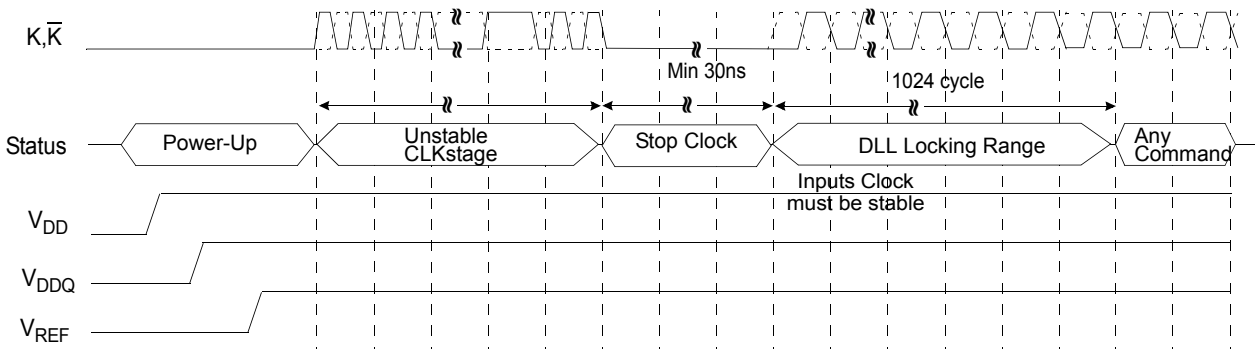 K,K̅
Min 30ns
1024 cycle
Status
Power-Up
Unstable
CLKstage
Stop Clock
DLL Locking Range
Any
Command
Inputs Clock
must be stable
VDD
VDDQ
VREF